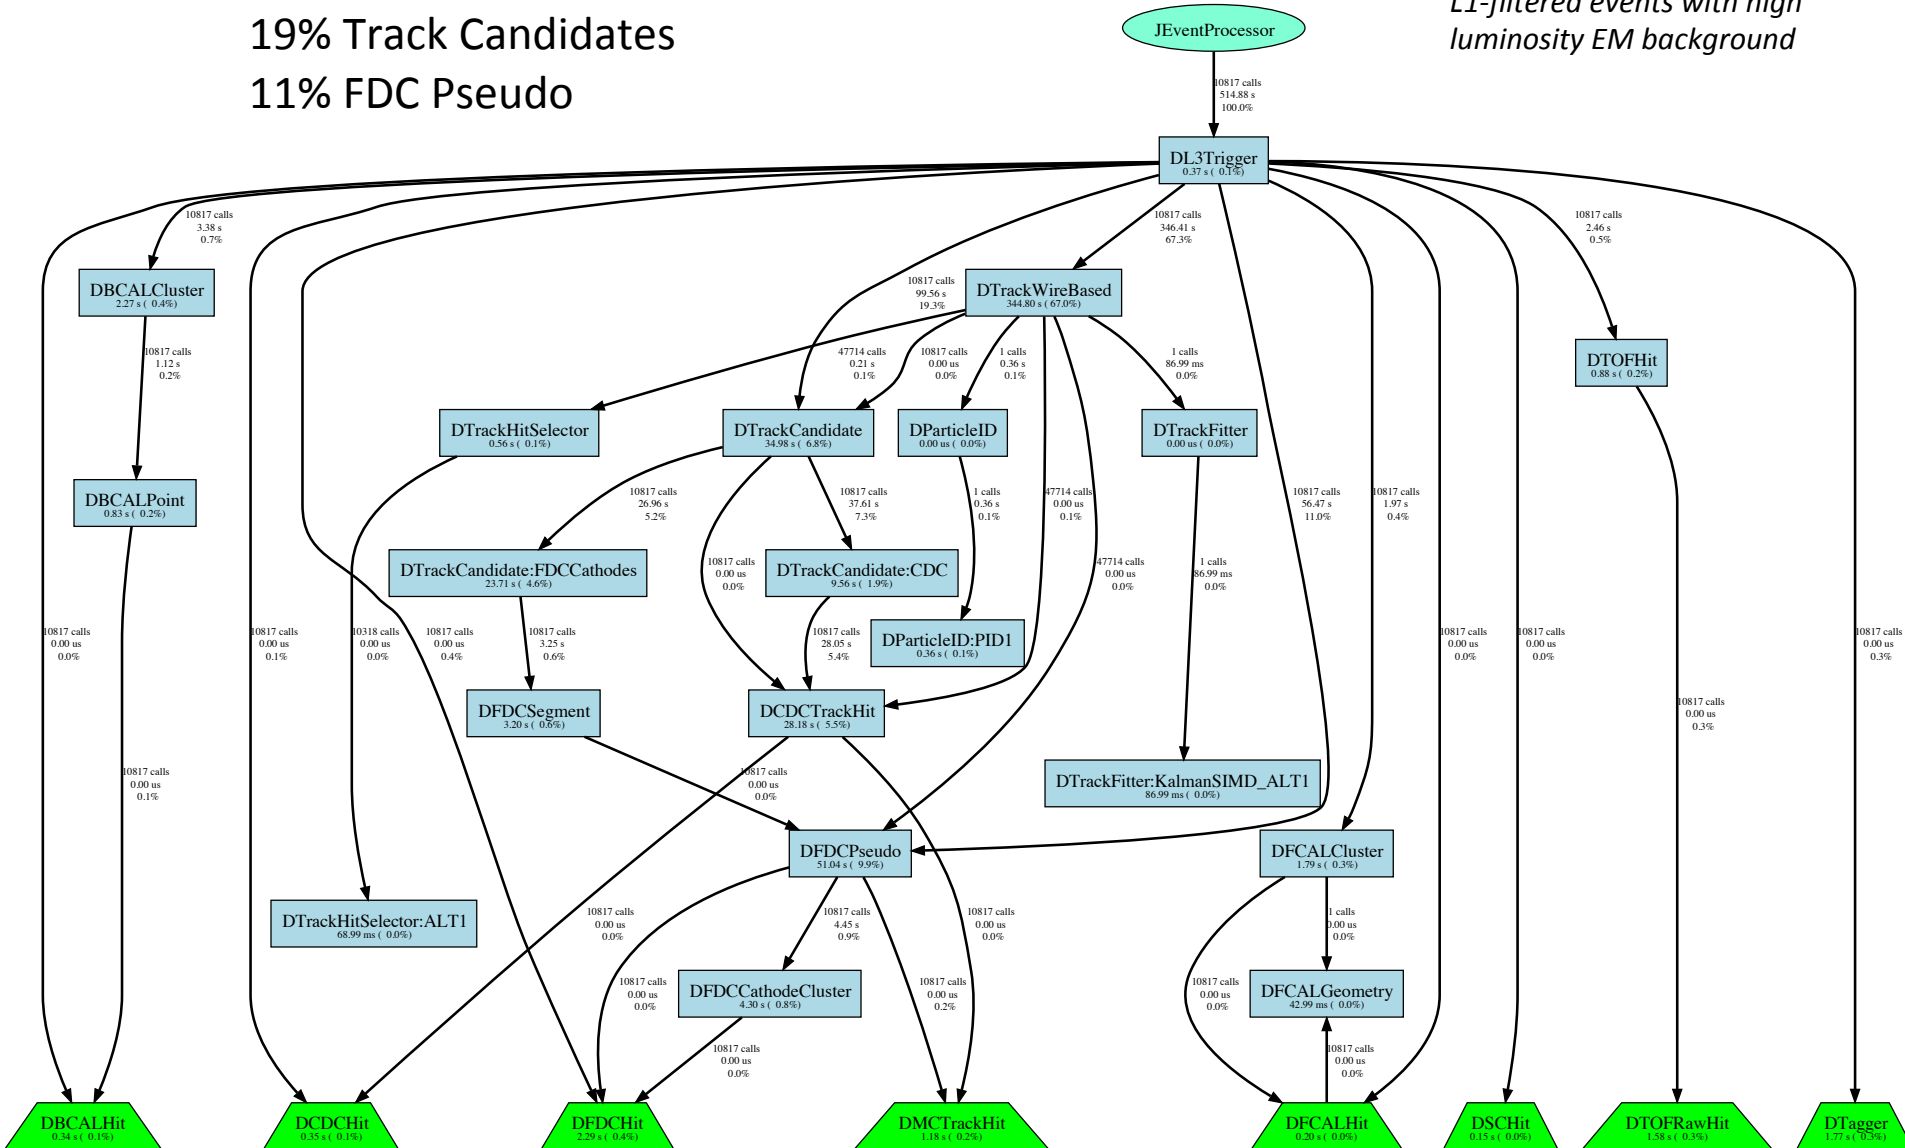 19% Track Candidates
11% FDC Pseudo
L1-filtered events with high
luminosity EM background
JEventProcessor
10817 calls
514.88 s
100.0%
DL3Trigger
0.37 s ( 0.1%)
10817 calls
3.38 s
0.7%
10817 calls
346.41 s
67.3%
10817 calls
2.46 s
0.5%
DBCALCluster
2.27 s ( 0.4%)
10817 calls
99.56 s
19.3%
DTrackWireBased
344.80 s ( 67.0%)
10817 calls
1.12 s
0.2%
47714 calls
0.21 s
0.1%
10817 calls
0.00 us
0.0%
1 calls
0.36 s
0.1%
1 calls
86.99 ms
0.0%
DTOFHit
0.88 s ( 0.2%)
DTrackHitSelector
0.56 s ( 0.1%)
DTrackCandidate
34.98 s ( 6.8%)
DParticleID
0.00 us ( 0.0%)
DTrackFitter
0.00 us ( 0.0%)
DBCALPoint
0.83 s ( 0.2%)
10817 calls
26.96 s
5.2%
10817 calls
37.61 s
7.3%
1 calls
0.36 s
0.1%
47714 calls
0.00 us
0.1%
10817 calls
56.47 s
11.0%
10817 calls
1.97 s
0.4%
DTrackCandidate:FDCCathodes
23.71 s ( 4.6%)
10817 calls
0.00 us
0.0%
DTrackCandidate:CDC
9.56 s ( 1.9%)
47714 calls
0.00 us
0.0%
1 calls
86.99 ms
0.0%
10817 calls
0.00 us
0.0%
10817 calls
0.00 us
0.1%
10318 calls
0.00 us
0.0%
10817 calls
0.00 us
0.4%
10817 calls
3.25 s
0.6%
10817 calls
28.05 s
5.4%
DParticleID:PID1
0.36 s ( 0.1%)
10817 calls
0.00 us
0.0%
10817 calls
0.00 us
0.0%
10817 calls
0.00 us
0.3%
DFDCSegment
3.20 s ( 0.6%)
DCDCTrackHit
28.18 s ( 5.5%)
10817 calls
0.00 us
0.3%
10817 calls
0.00 us
0.1%
10817 calls
0.00 us
0.0%
DTrackFitter:KalmanSIMD_ALT1
86.99 ms ( 0.0%)
DFDCPseudo
51.04 s ( 9.9%)
DFCALCluster
1.79 s ( 0.3%)
DTrackHitSelector:ALT1
68.99 ms ( 0.0%)
10817 calls
0.00 us
0.0%
10817 calls
4.45 s
0.9%
10817 calls
0.00 us
0.0%
1 calls
0.00 us
0.0%
10817 calls
0.00 us
0.0%
DFDCCathodeCluster
4.30 s ( 0.8%)
10817 calls
0.00 us
0.2%
10817 calls
0.00 us
0.0%
DFCALGeometry
42.99 ms ( 0.0%)
10817 calls
0.00 us
0.0%
10817 calls
0.00 us
0.0%
DBCALHit
0.34 s ( 0.1%)
DCDCHit
0.35 s ( 0.1%)
DFDCHit
2.29 s ( 0.4%)
DMCTrackHit
1.18 s ( 0.2%)
DFCALHit
0.20 s ( 0.0%)
DSCHit
0.15 s ( 0.0%)
DTOFRawHit
1.58 s ( 0.3%)
DTagger
1.77 s ( 0.3%)